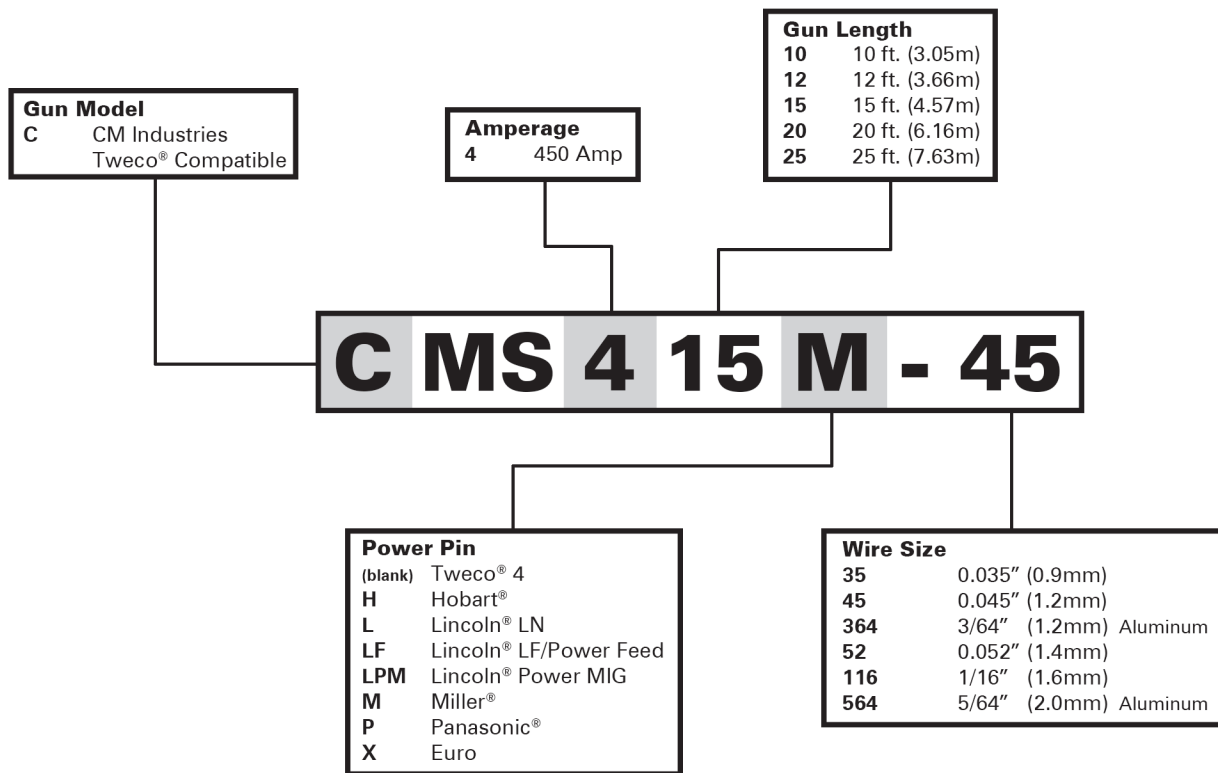 Gun Length
10 10 ft. (3.05m)
12 12 ft. (3.66m)
15 15 ft. (4.57m)
20 20 ft. (6.16m)
25 25 ft. (7.63m)
Gun Model
C CM Industries
Tweco® Compatible
Amperage
4 450 Amp
C MS 4 15 M - 45
Power Pin
(blank) Tweco® 4
H Hobart®
L Lincoln® LN
LF Lincoln® LF/Power Feed
LPM Lincoln® Power MIG
M Miller®
P Panasonic®
X Euro
Wire Size
35 0.035” (0.9mm)
45 0.045” (1.2mm)
364 3/64” (1.2mm) Aluminum
52 0.052” (1.4mm)
116 1/16” (1.6mm)
564 5/64” (2.0mm) Aluminum